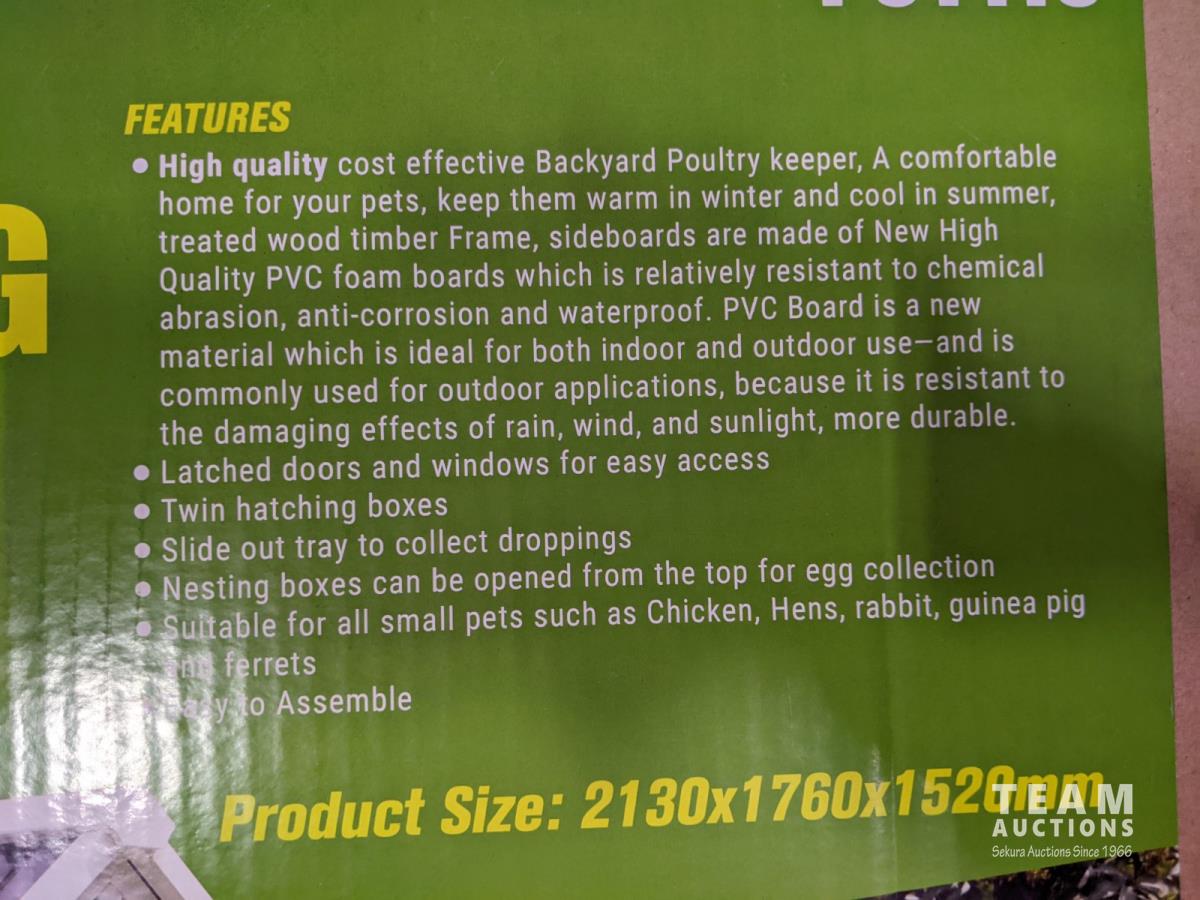 FEATURES
• High quality cost effective Backyard Poultry keeper, A comfortable
home for your pets, keep them warm in winter and cool in summer,
treated wood timber Frame, sideboards are made of New High
Quality PVC foam boards which is relatively resistant to chemical
abrasion, anti-corrosion and waterproof. PVC Board is a new
material which is ideal for both indoor and outdoor use—and is
commonly used for outdoor applications, because it is resistant to
the damaging effects of rain, wind, and sunlight, more durable.
• Latched doors and windows for easy access
• Twin hatching boxes
• Slide out tray to collect droppings
• Nesting boxes can be opened from the top for egg collection
• Suitable for all small pets such as Chicken, Hens, rabbit, guinea pig
and ferrets
• Easy to Assemble
Product Size: 2130x1760x1520mm
TEAM
AUCTIONS
Sekura Auctions Since 1966
G